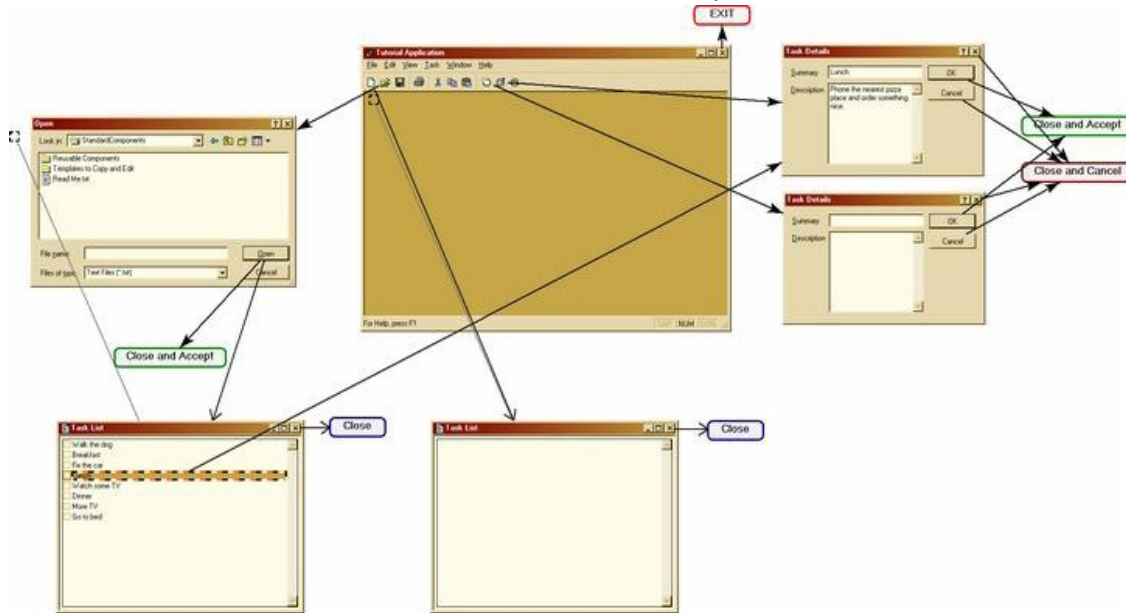 EXIT
Tutorial Application
File Edit View Task Window Help
For Help, press F1
NUM
Task Details
Summary Lunch
OK
Description Phone the nearest pizza
place and order something
nice.
Cancel
Close and Accept
Close and Cancel
Task Details
Summary
OK
Description
Cancel
Open
Look in: StandardComponents
Reusable Components
Templates to Copy and Edit
Read Me.txt
File name:
Open
Files of type: Text Files (*.txt)
Cancel
Close and Accept
Task List
Close
Walk the dog
Breakfast
Fix the car
Watch some TV
Dinner
More TV
Go to bed
Task List
Close